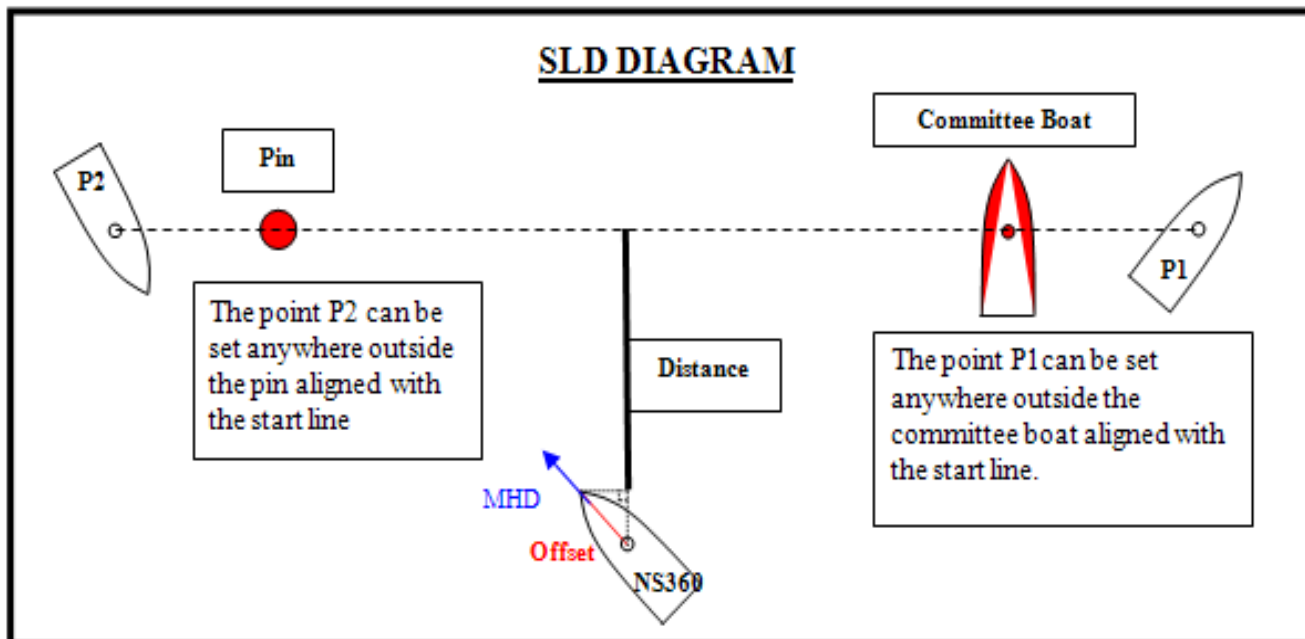 SLD DIAGRAM
Committee Boat
Pin
P2
P1
The point P2 can be
set anywhere outside
the pin aligned with
the start line
Distance
The point P1can be set
anywhere outside the
committee boat aligned with
the start line.
MHD
Offset
NS360